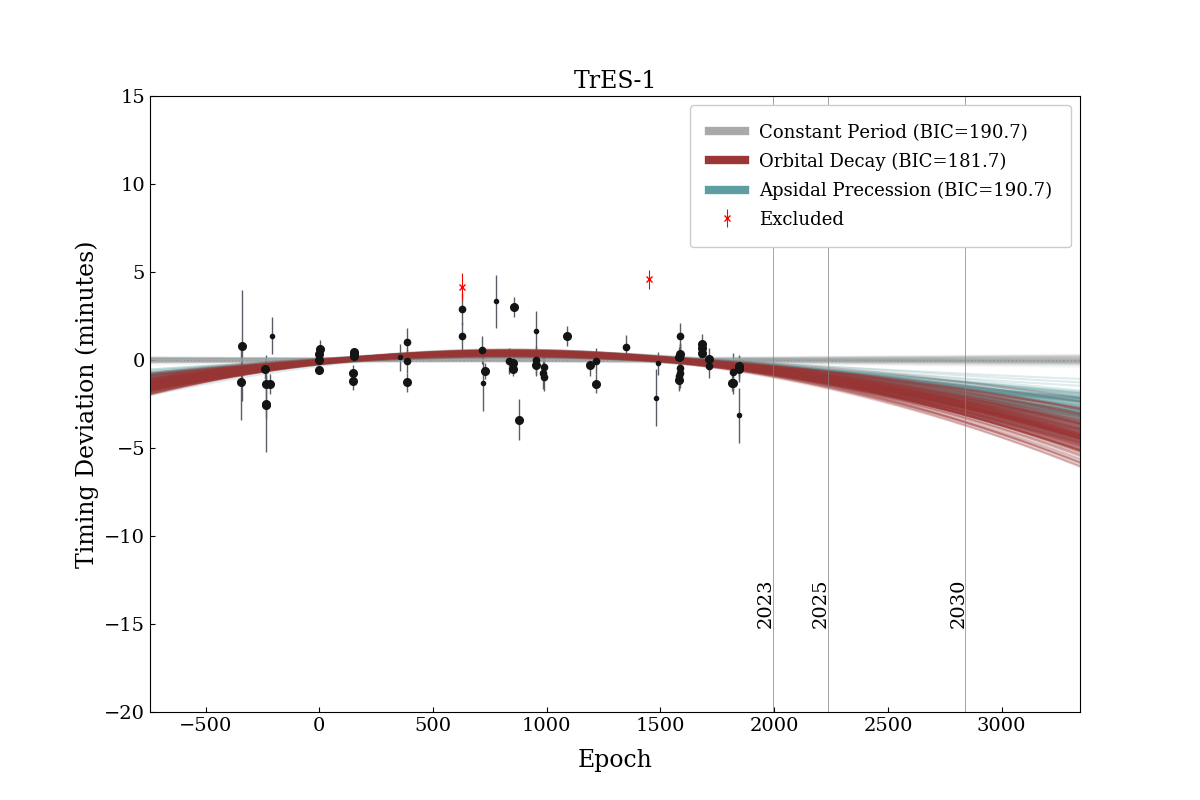 TrES-1
Constant Period (BIC=190.7)
Orbital Decay (BIC=181.7)
Apsidal Precession (BIC=190.7)
Excluded
15
10
5
0
−5
−10
−15
−20
Timing Deviation (minutes)
2023
2025
2030
−500
0
500
1000
1500
2000
2500
3000
Epoch